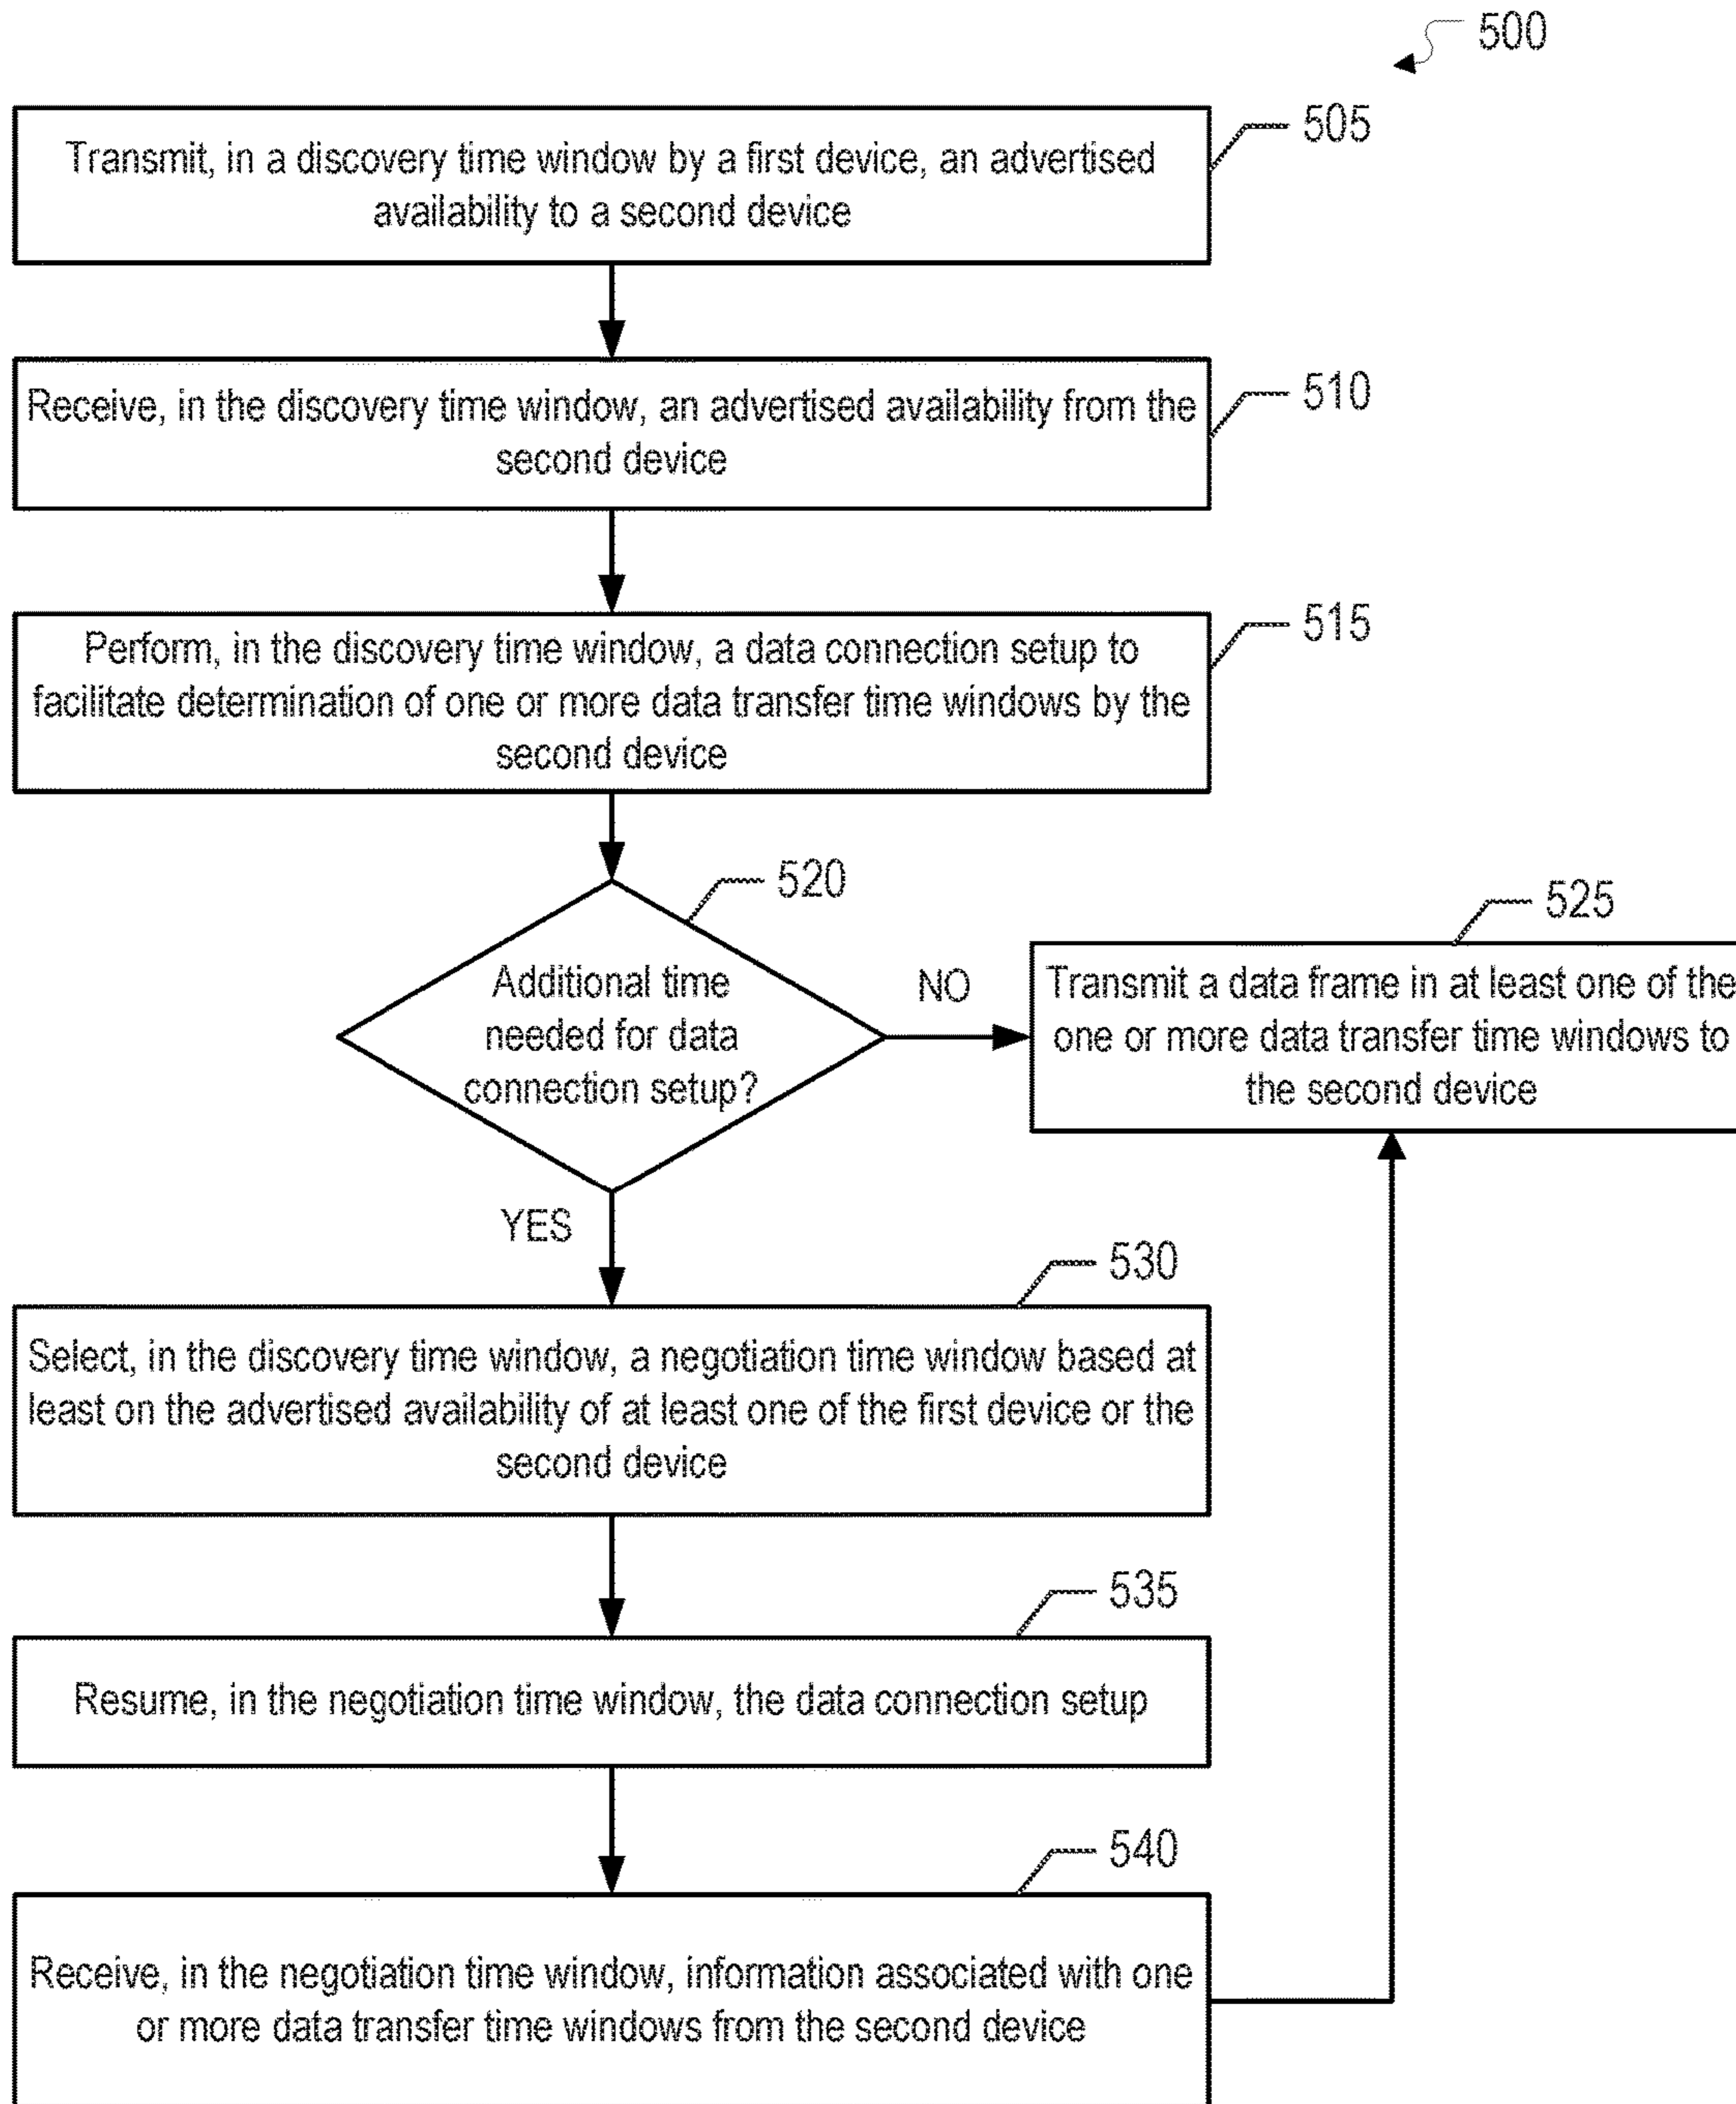 500
505
Transmit, in a discovery time window by a first device, an advertised
availability to a second device
510
Receive, in the discovery time window, an advertised availability from the
second device
515
Perform, in the discovery time window, a data connection setup to
facilitate determination of one or more data transfer time windows by the
second device
520
Additional time
needed for data
connection setup?
NO
525
Transmit a data frame in at least one of the
one or more data transfer time windows to
the second device
YES
530
Select, in the discovery time window, a negotiation time window based at
least on the advertised availability of at least one of the first device or the
second device
535
Resume, in the negotiation time window, the data connection setup
540
Receive, in the negotiation time window, information associated with one
or more data transfer time windows from the second device